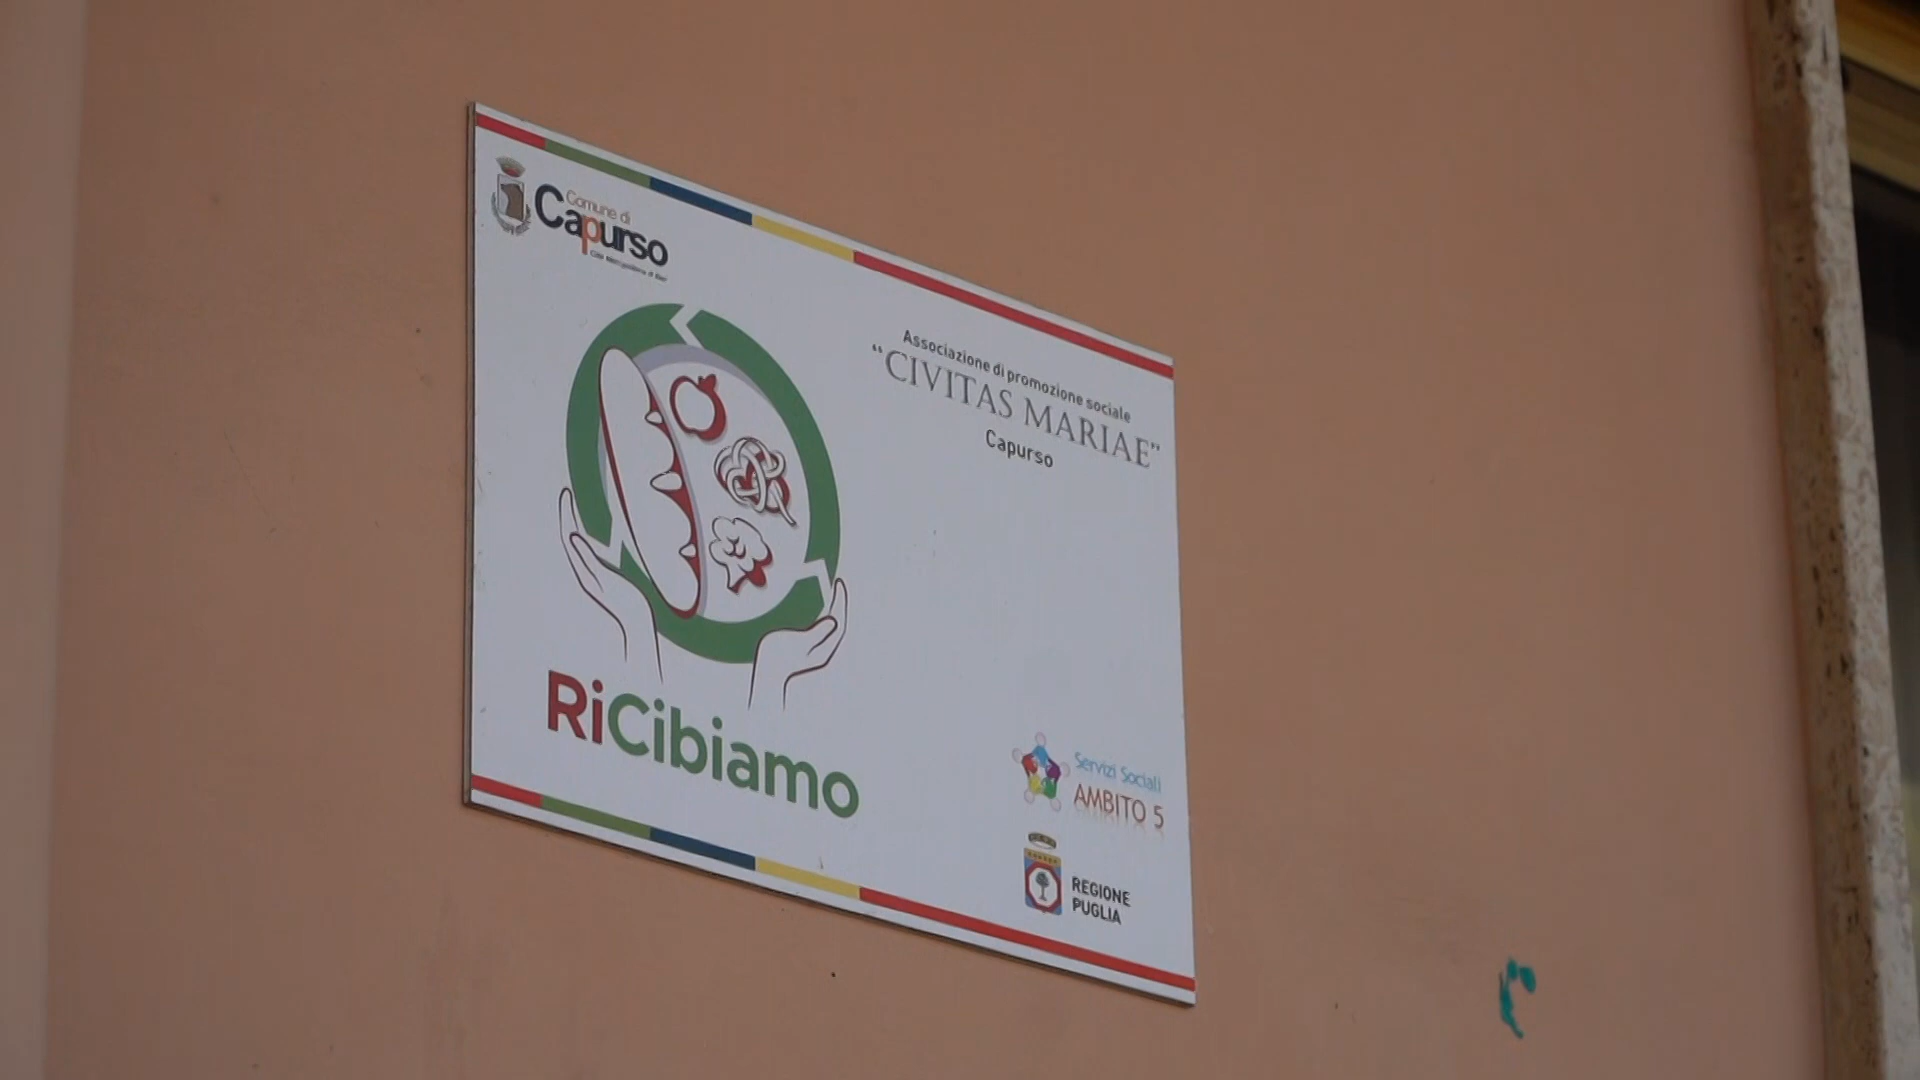 Comune di
Capurso
Città Metropolitana di Bari
Associazione di promozione sociale
“CIVITAS MARIAE”
Capurso
RiCibiamo
Servizi Sociali
AMBITO 5
REGIONE
PUGLIA